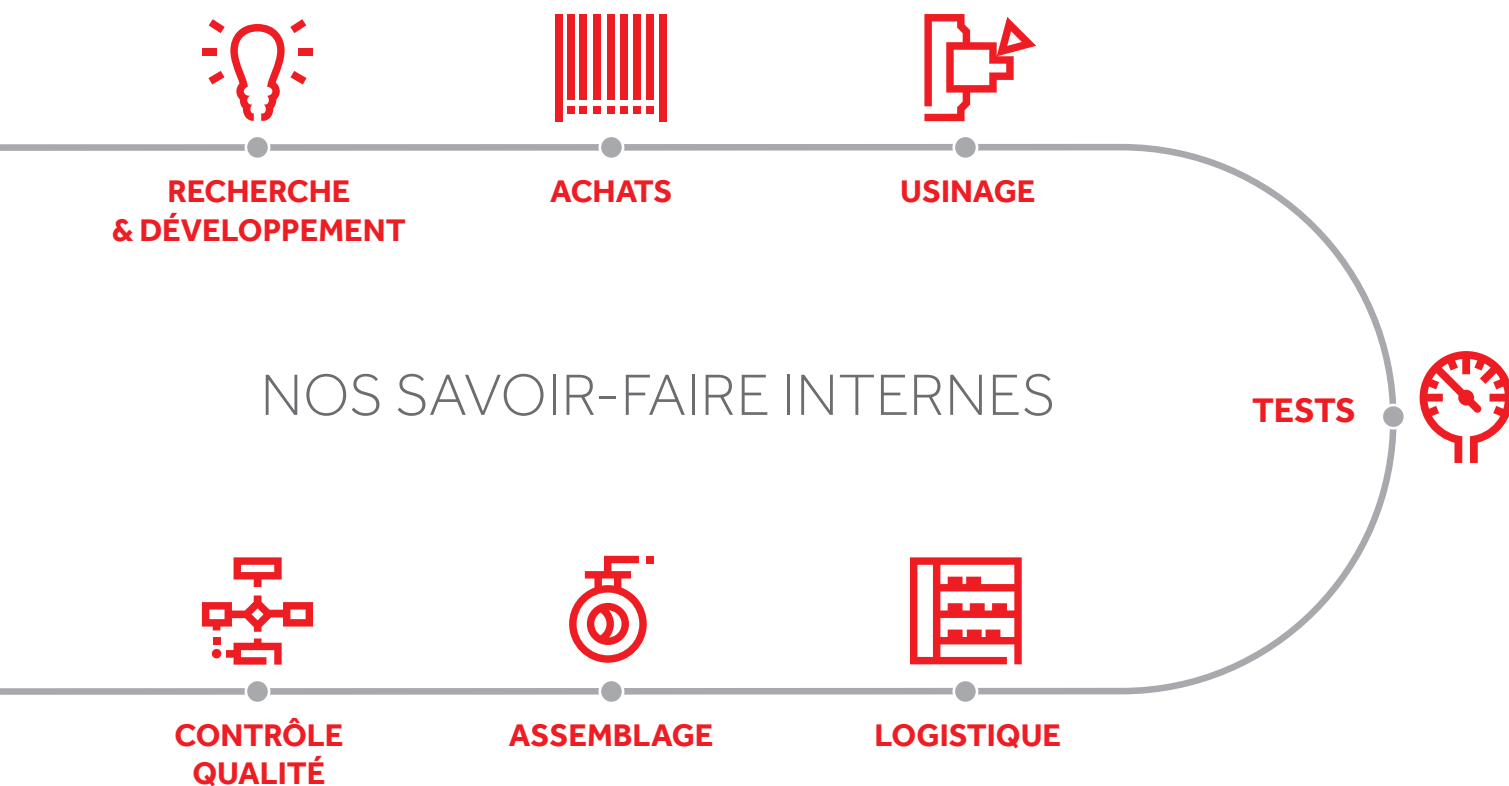 RECHERCHE
& DÉVELOPPEMENT
ACHATS
USINAGE
NOS SAVOIR-FAIRE INTERNES
TESTS
CONTRÔLE
QUALITÉ
ASSEMBLAGE
LOGISTIQUE